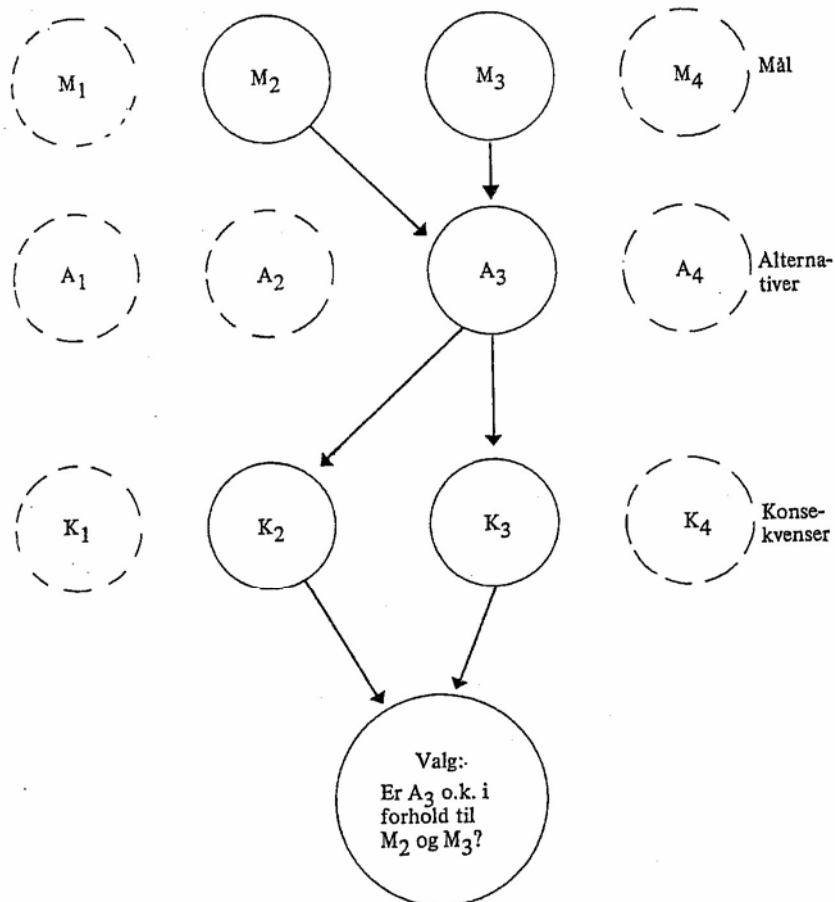 M1 M2 M3 M4 Mål
A1 A2 A3 A4 Alterna-
tiver
K1 K2 K3 K4 Konse-
kvenser
Valg:
Er A3 o.k. i
forhold til
M2 og M3?